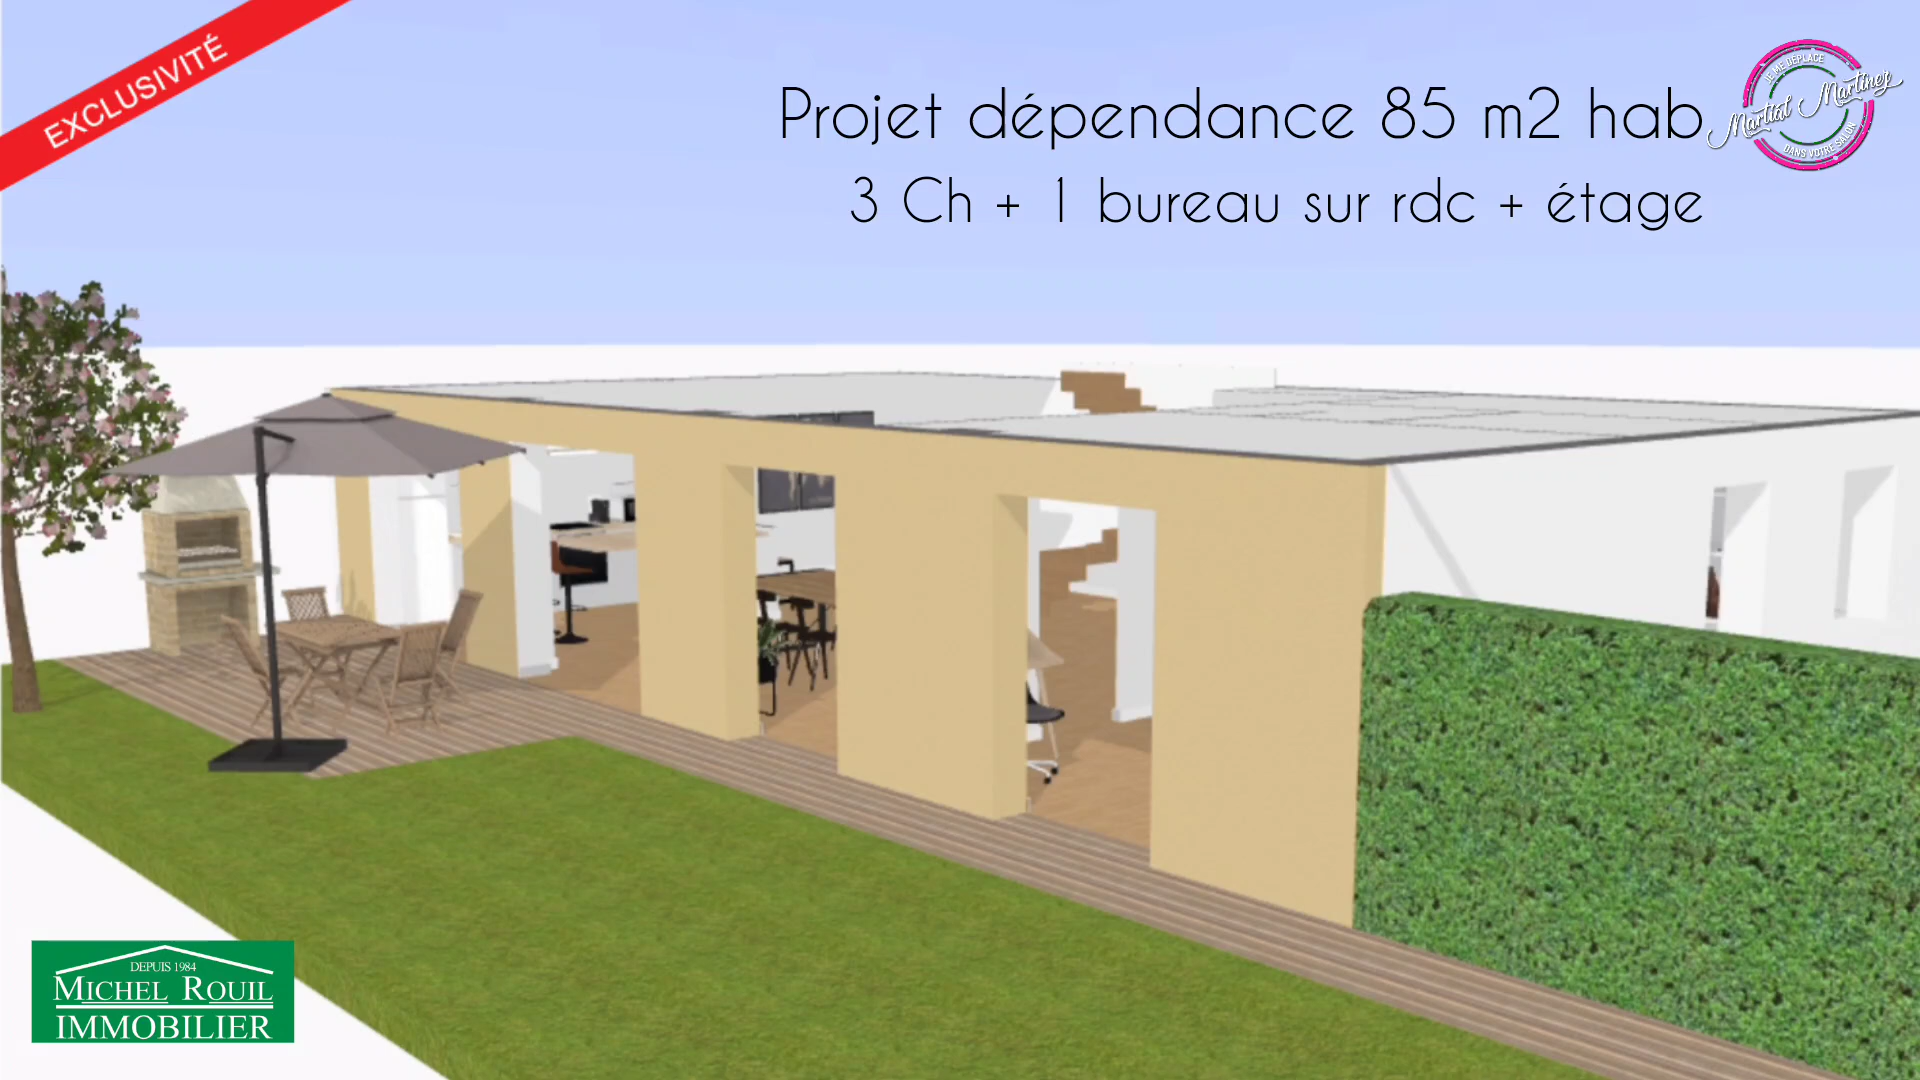 EXCLUSIVITÉ
Projet dépendance 85 m2 hab
3 Ch + 1 bureau sur rdc + étage
JE ME DÉPLACE
Martial Martinez
DANS VOTRE SALON
DEPUIS 1984
MICHEL ROUIL
IMMOBILIER